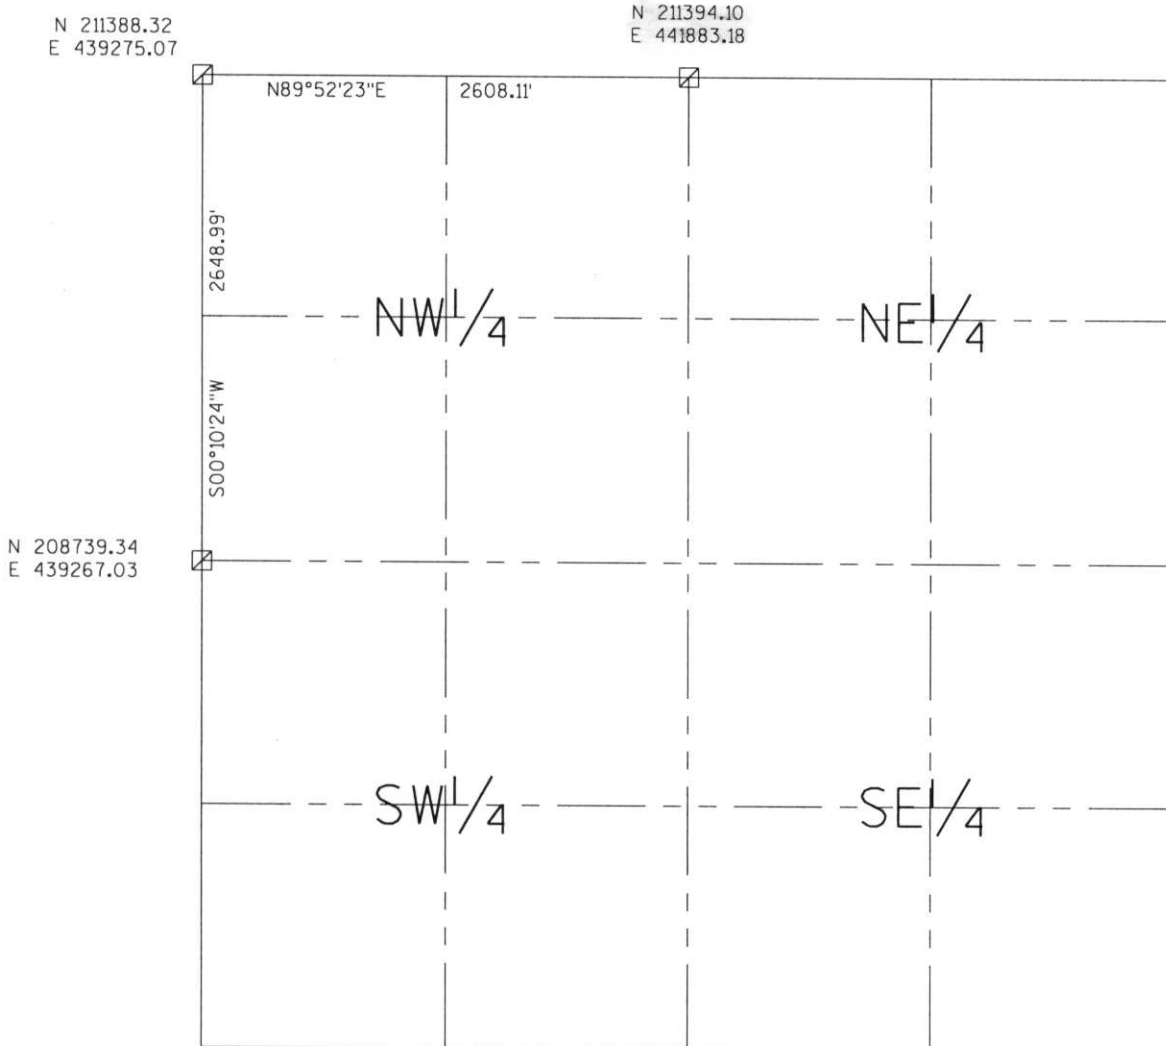 N 211388.32
E 439275.07
N 211394.10
E 441883.18
N89°52'23"E 2608.11'
2648.99'
S00°10'24"W
NW1/4
NE1/4
N 208739.34
E 439267.03
SW1/4
SE1/4